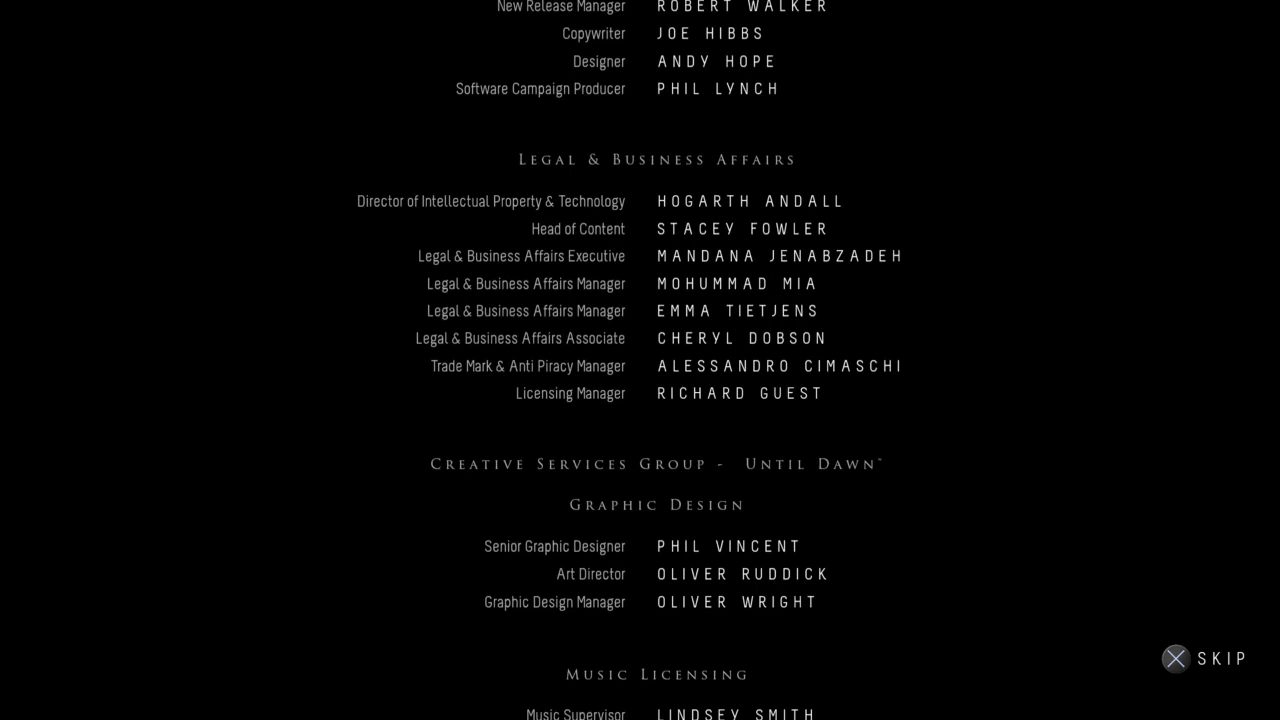 New Release Manager ROBERT WALKER
Copywriter JOE HIBBS
Designer ANDY HOPE
Software Campaign Producer PHIL LYNCH
LEGAL & BUSINESS AFFAIRS
Director of Intellectual Property & Technology HOGARTH ANDALL
Head of Content STACEY FOWLER
Legal & Business Affairs Executive MANDANA JENABZADEH
Legal & Business Affairs Manager MOHUMMAD MIA
Legal & Business Affairs Manager EMMA TIETJENS
Legal & Business Affairs Associate CHERYL DOBSON
Trade Mark & Anti Piracy Manager ALESSANDRO CIMASCHI
Licensing Manager RICHARD GUEST
CREATIVE SERVICES GROUP - UNTIL DAWN™
GRAPHIC DESIGN
Senior Graphic Designer PHIL VINCENT
Art Director OLIVER RUDDICK
Graphic Design Manager OLIVER WRIGHT
SKIP
MUSIC LICENSING
Music Supervisor LINDSEY SMITH